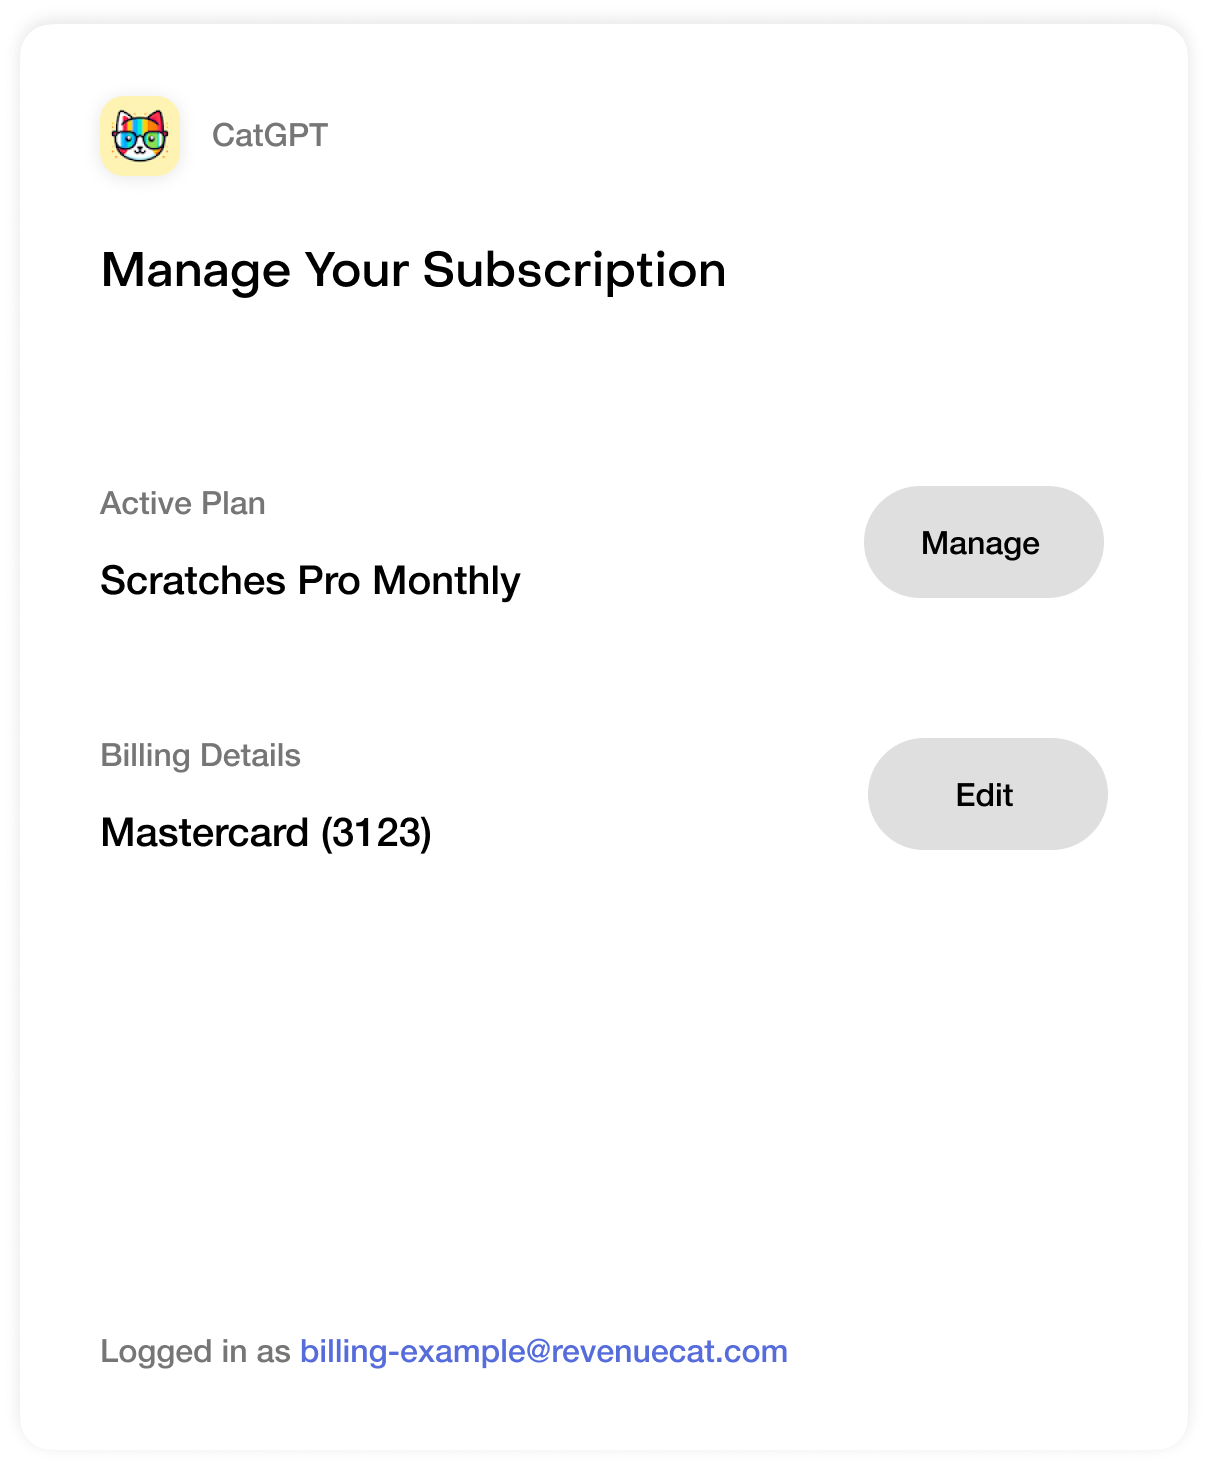 CatGPT
Manage Your Subscription
Active Plan
Manage
Scratches Pro Monthly
Billing Details
Edit
Mastercard (3123)
Logged in as billing-example@revenuecat.com